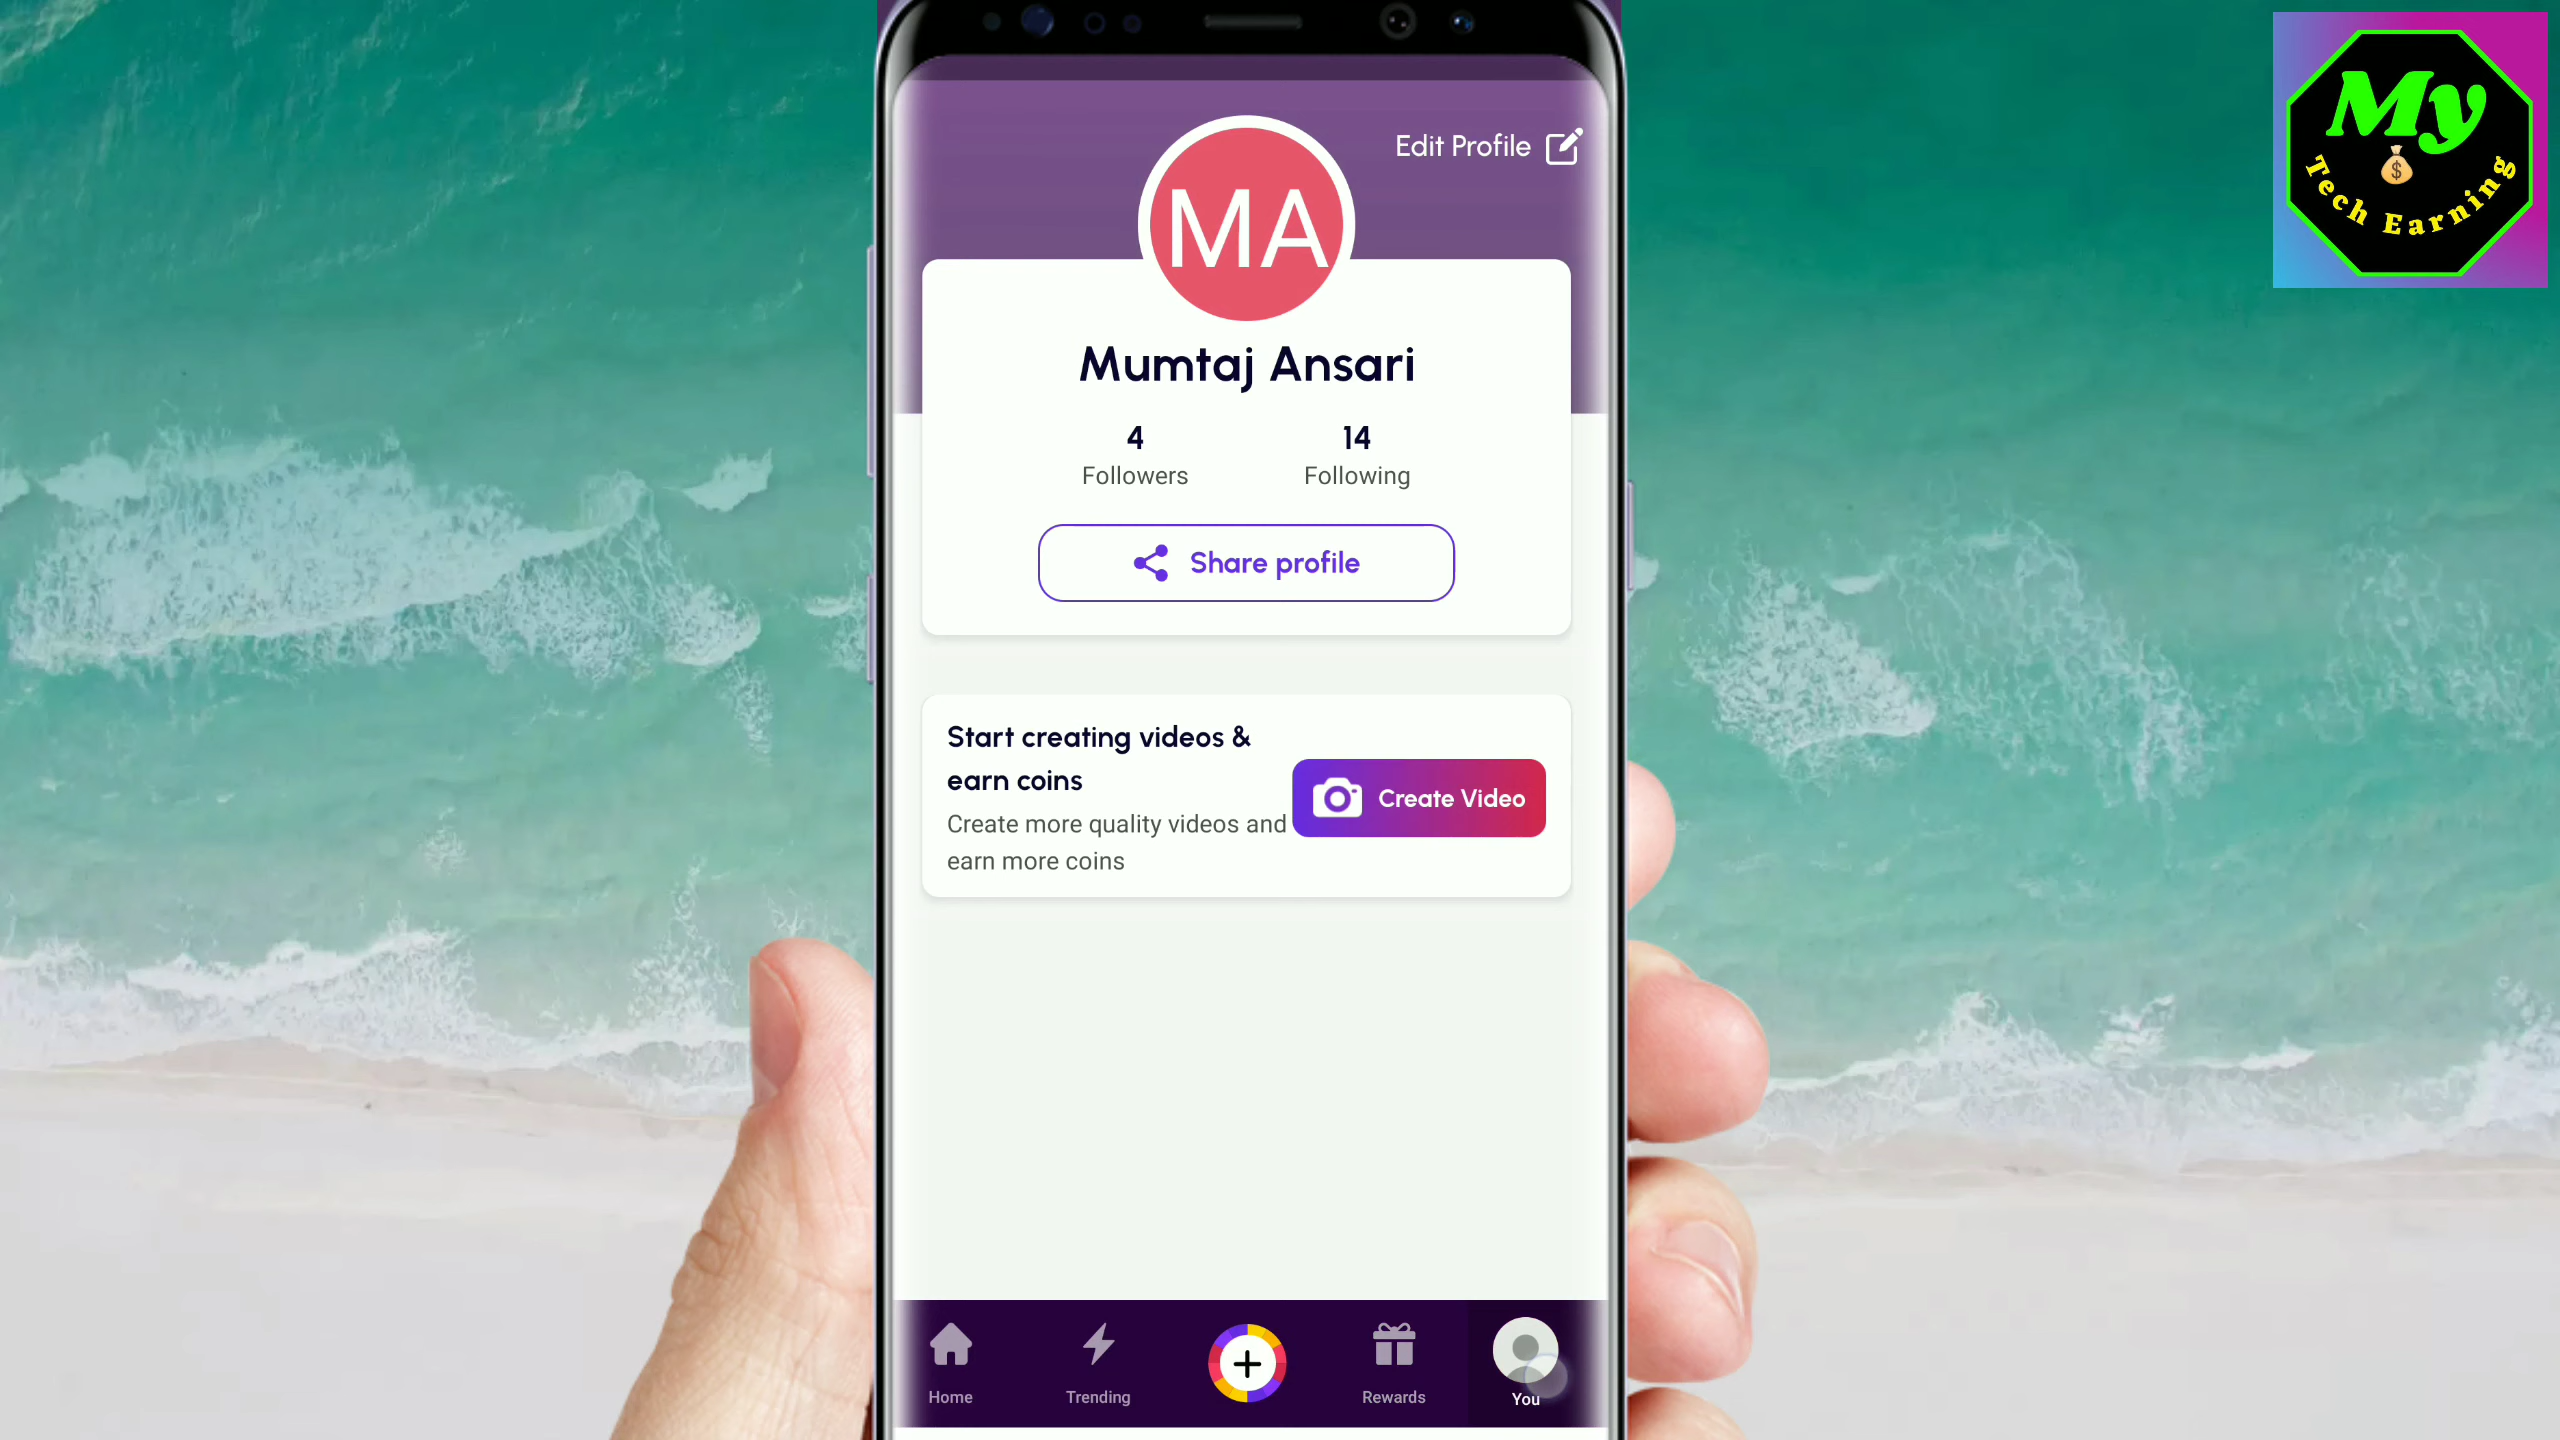 My
Tech Earning
Edit Profile
MA
Mumtaj Ansari
4
Followers
14
Following
Share profile
Start creating videos &
earn coins
Create more quality videos and
earn more coins
Create Video
Home
Trending
Rewards
You